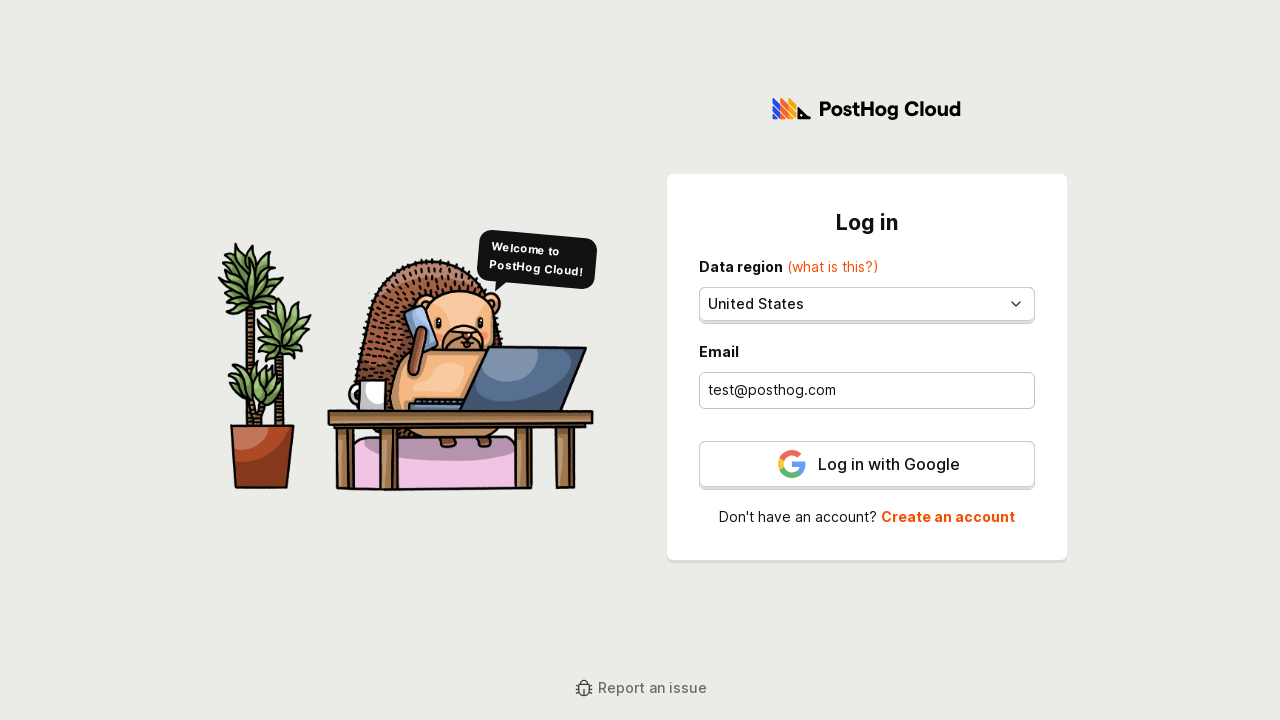 PostHog Cloud
Welcome to
PostHog Cloud!
Log in
Data region (what is this?)
United States
Email
test@posthog.com
Log in with Google
Don't have an account? Create an account
Report an issue